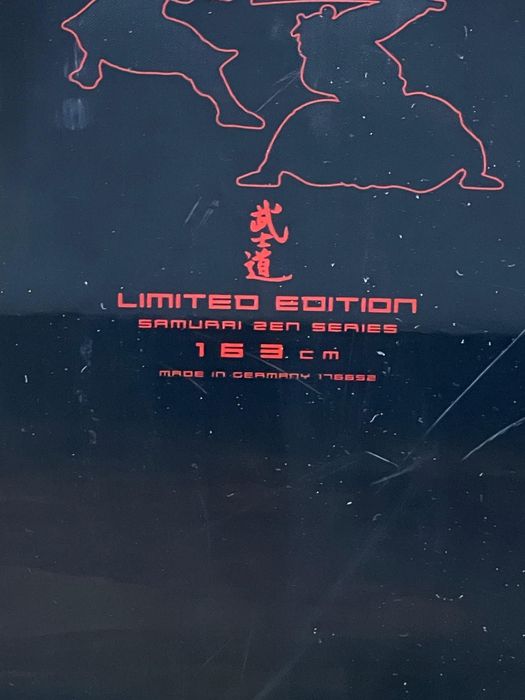 武士道
LIMITED EDITION
SAMURAI ZEN SERIES
163 cm
MADE IN GERMANY 176652